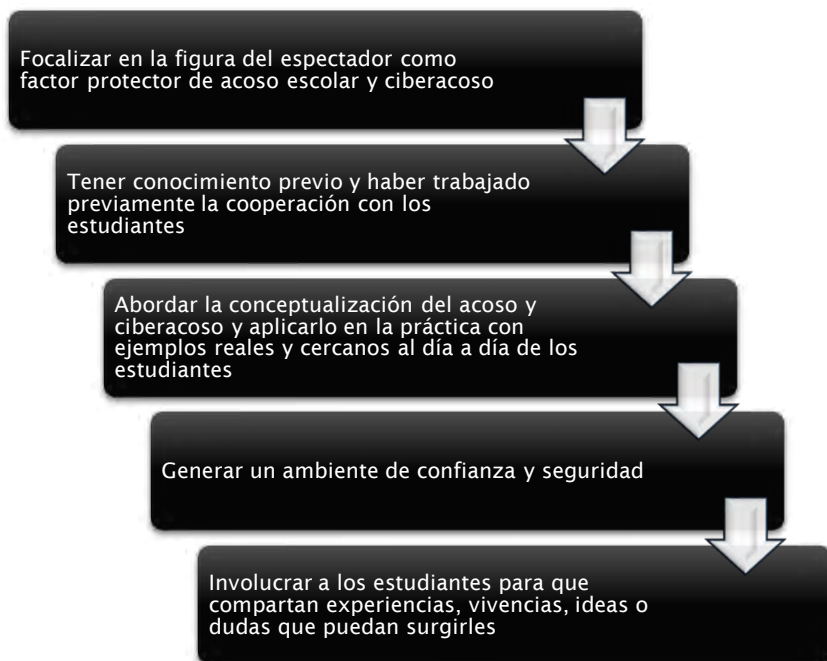 Focalizar en la figura del espectador como
factor protector de acoso escolar y ciberacoso
Tener conocimiento previo y haber trabajado
previamente la cooperación con los
estudiantes
Abordar la conceptualización del acoso y
ciberacoso y aplicarlo en la práctica con
ejemplos reales y cercanos al día a día de los
estudiantes
Generar un ambiente de confianza y seguridad
Involucrar a los estudiantes para que
compartan experiencias, vivencias, ideas o
dudas que puedan surgirles